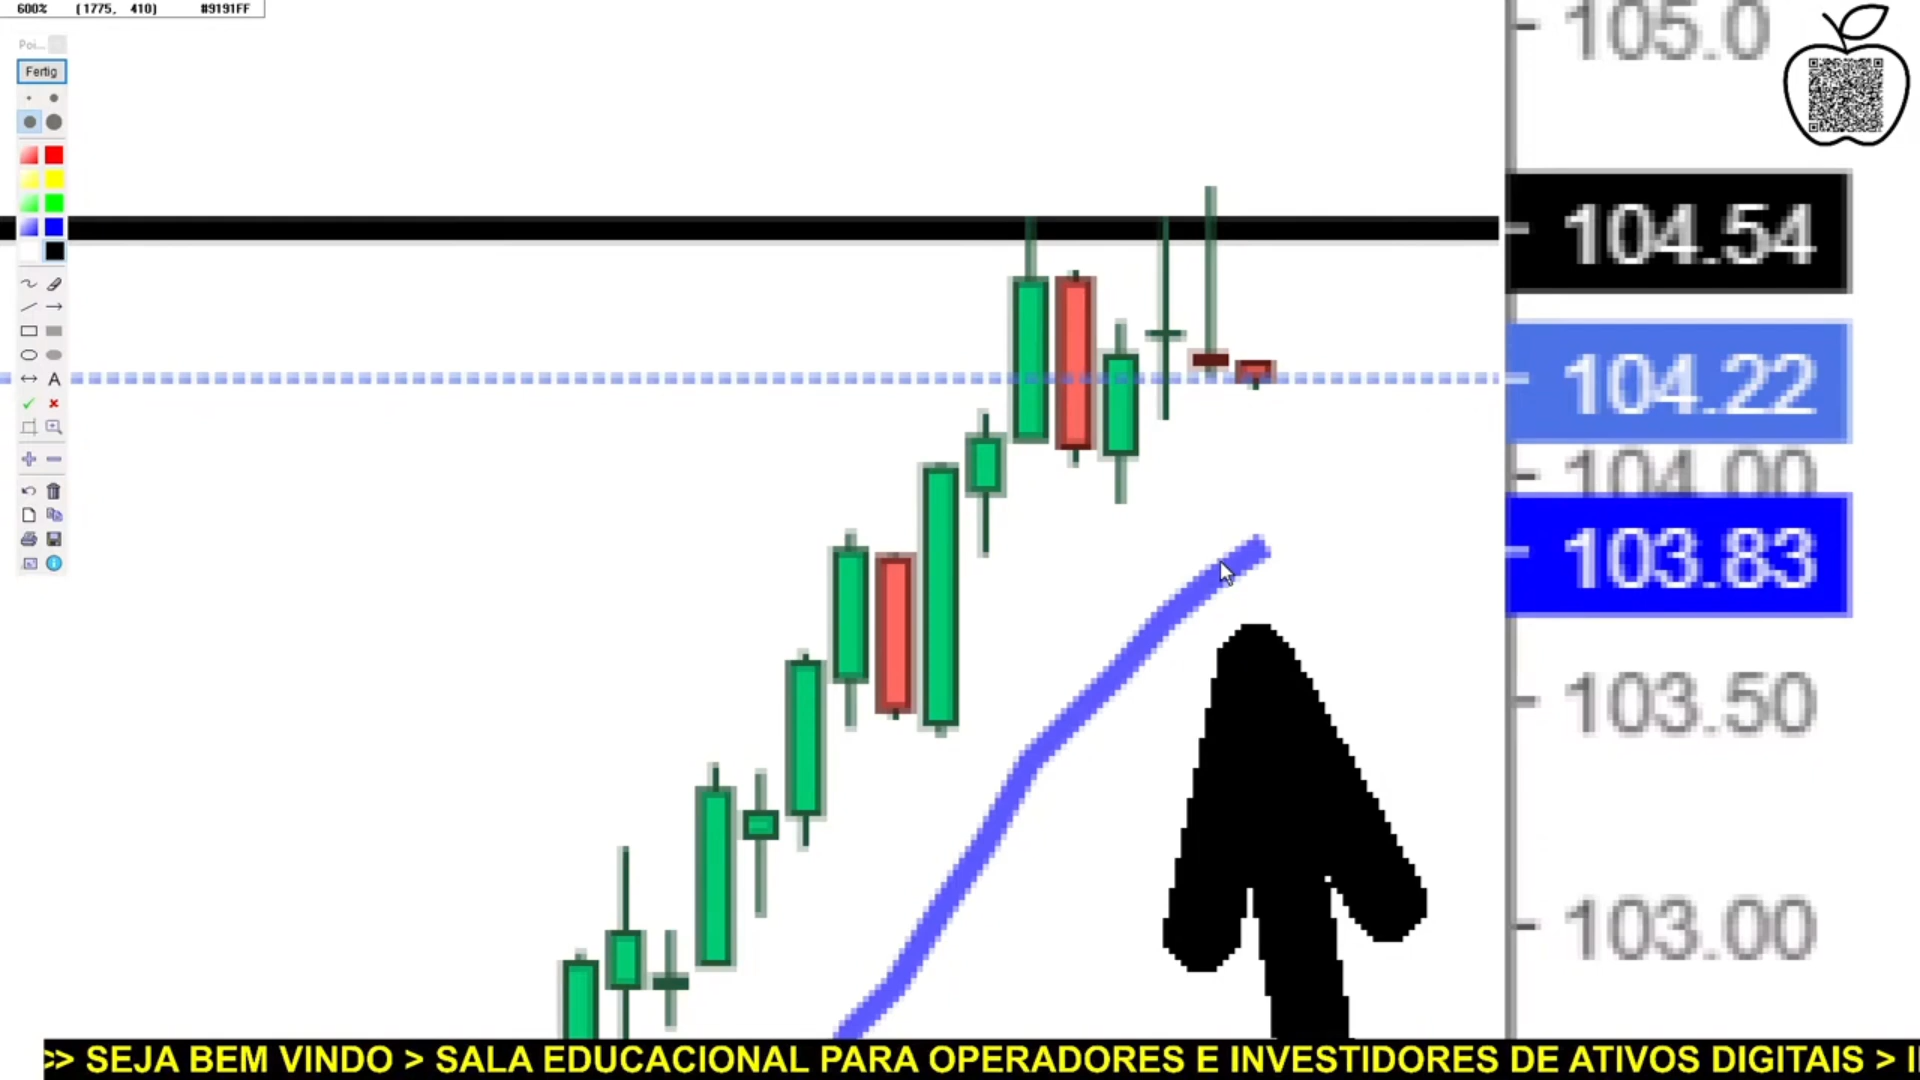 600% (1775, 410) #9191FF
Poi...
Fertig
A
105.0
104.54
104.22
104.00
103.83
103.50
103.00
> SEJA BEM VINDO > SALA EDUCACIONAL PARA OPERADORES E INVESTIDORES DE ATIVOS DIGITAIS >